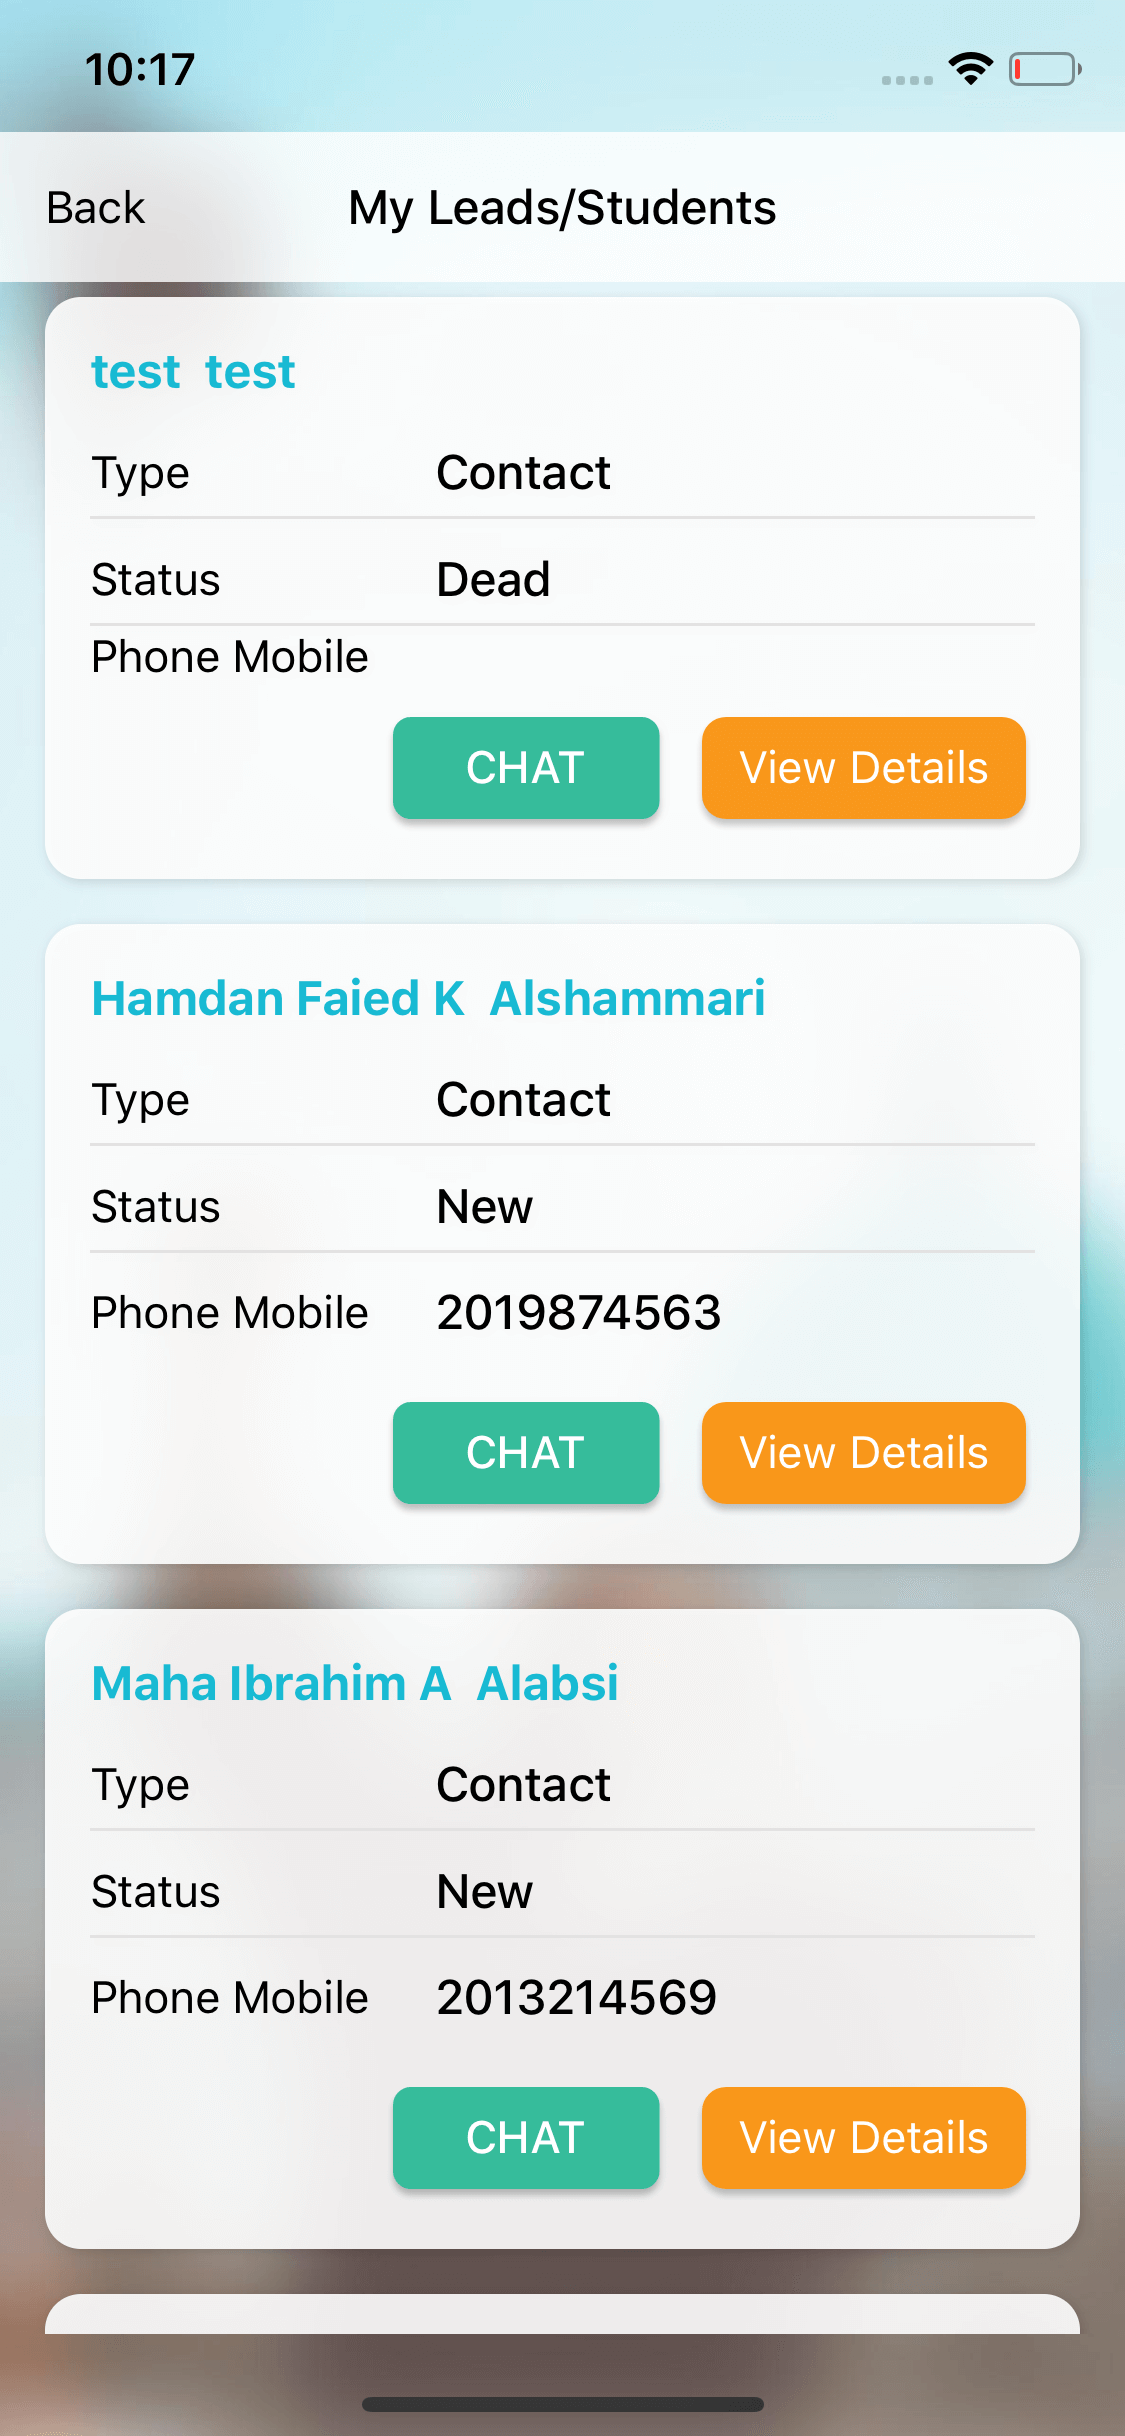 10:17
Back My Leads/Students
test  test
Type Contact
Status Dead
Phone Mobile
CHAT View Details
Hamdan Faied K  Alshammari
Type Contact
Status New
Phone Mobile 2019874563
CHAT View Details
Maha Ibrahim A  Alabsi
Type Contact
Status New
Phone Mobile 2013214569
CHAT View Details